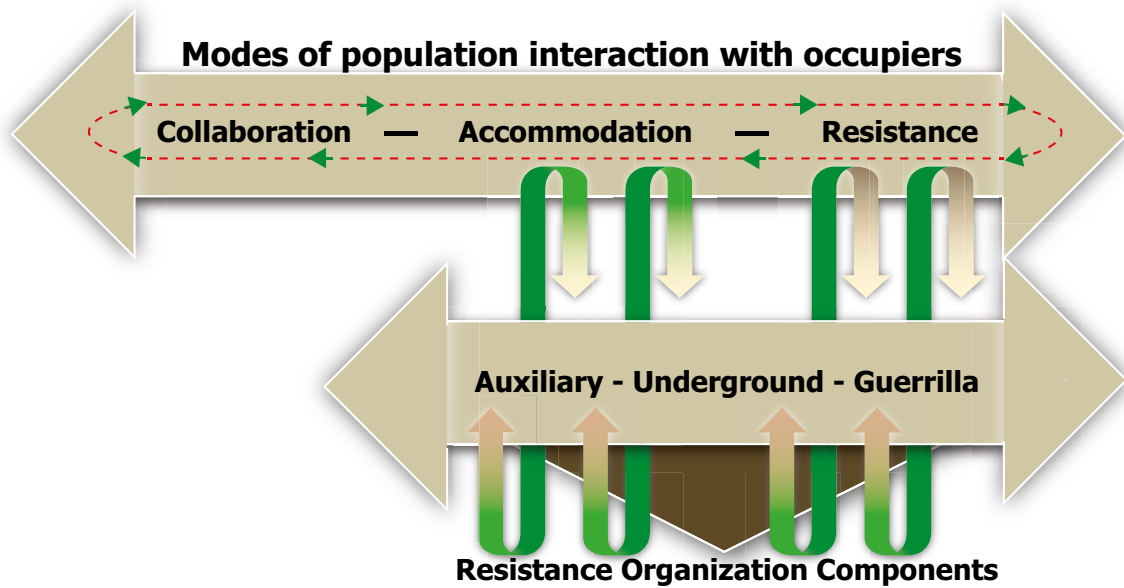 Modes of population interaction with occupiers
Collaboration — Accommodation — Resistance
Auxiliary - Underground - Guerrilla
Resistance Organization Components